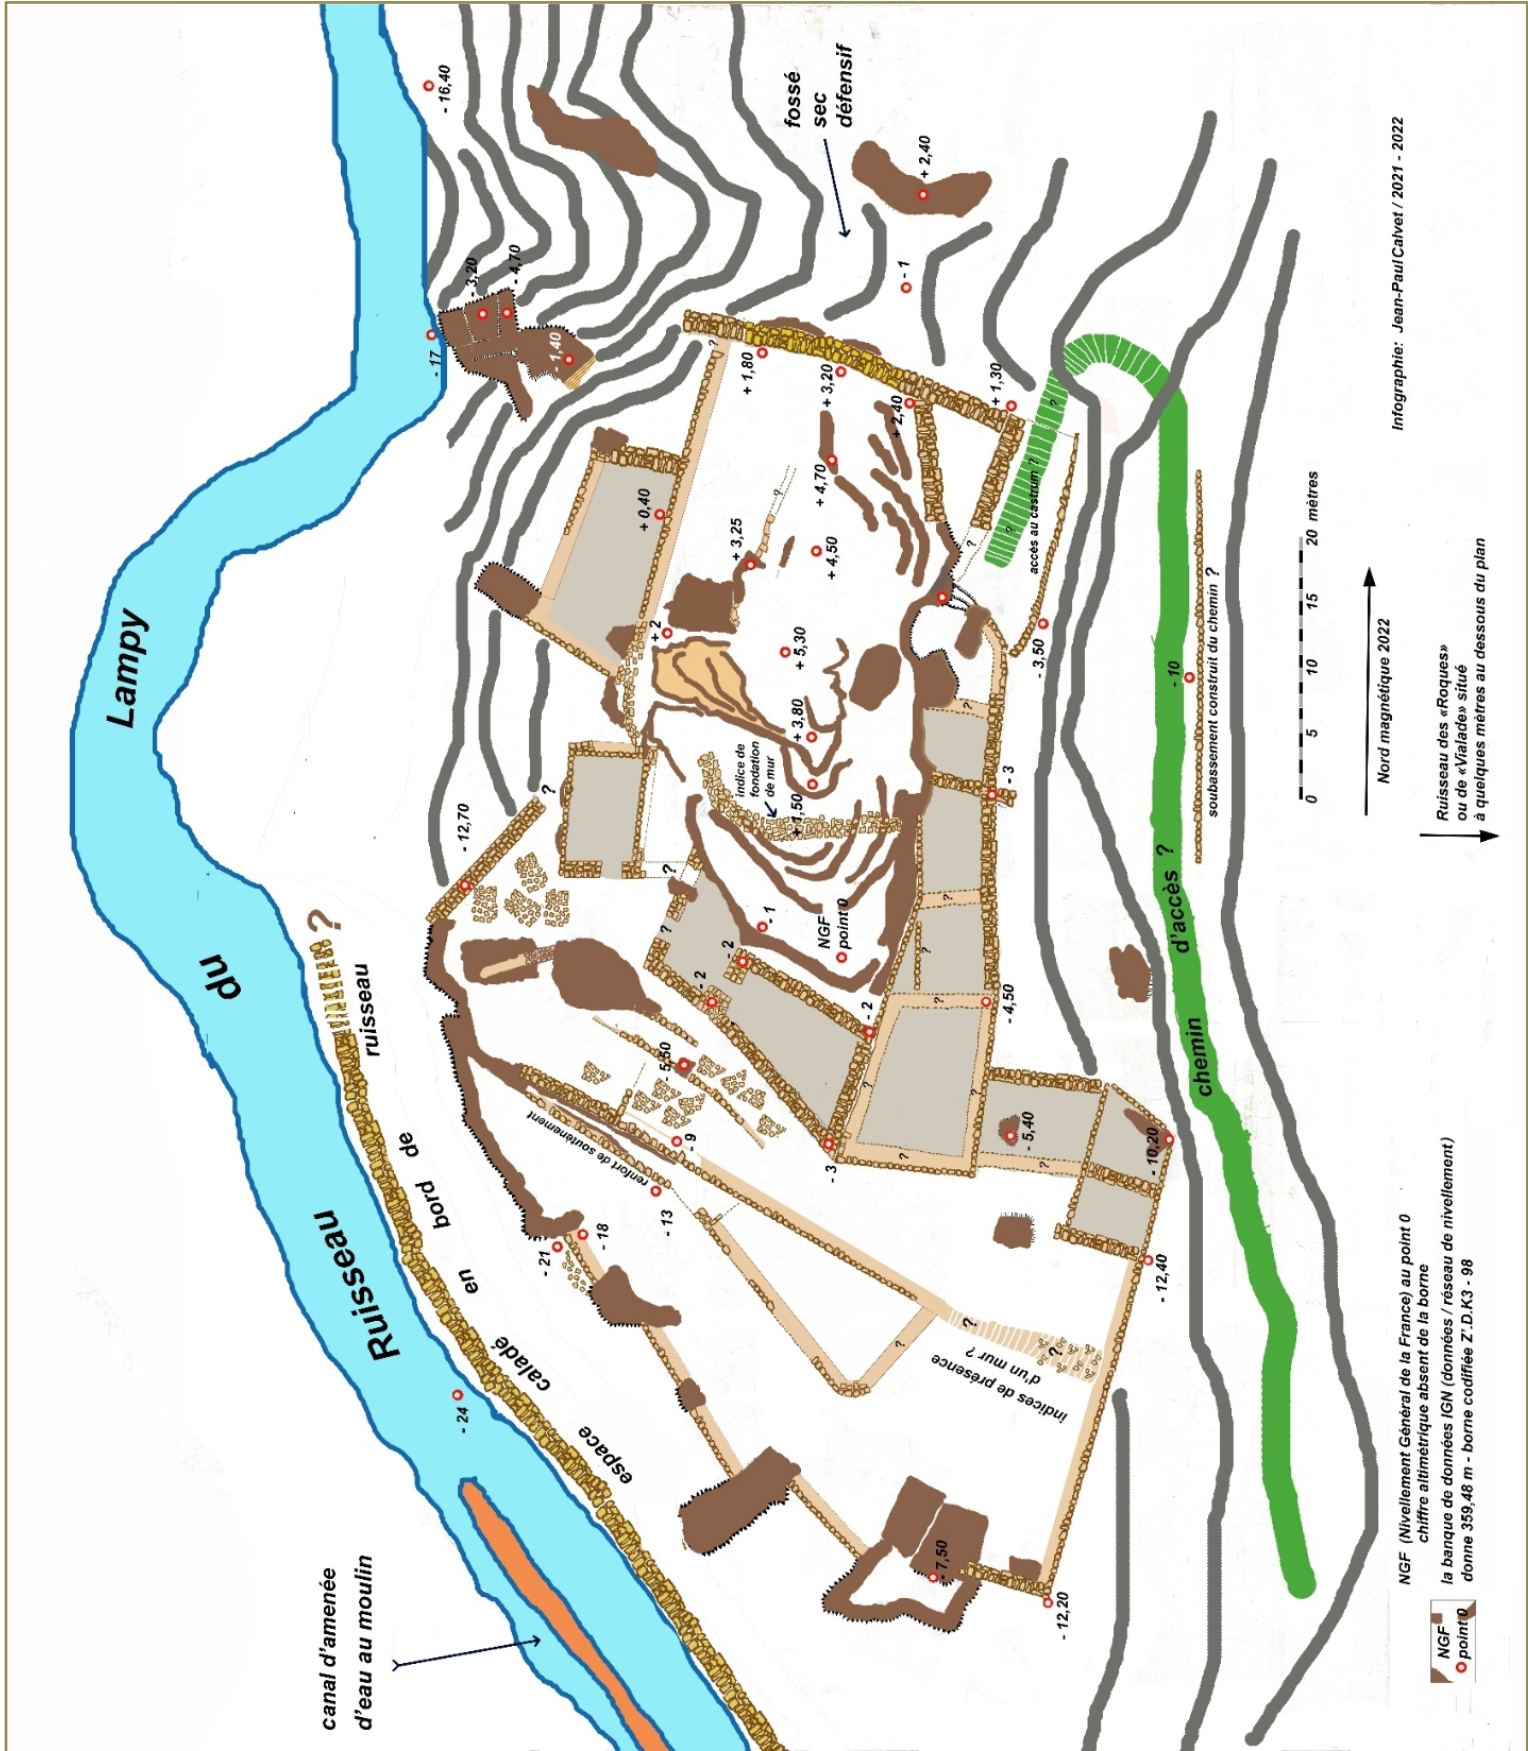 Ruisseau
du
Lampy
canal d'amenée
d'eau au moulin
espace
calade
en
bord de
ruisseau
?
fossé
sec
défensif
- 16,40
- 17
- 3,20
- 4,70
- 1,40
+ 2,40
- 1
+ 1,80
+ 3,20
+ 2,40
+ 1,30
+ 4,70
+ 0,40
+ 3,25
+ 4,50
+ 2
+ 5,30
+ 3,80
+ 1,50
indice de
fondation
de mur
accès au castrum ?
- 3,50
- 3
- 12,70
- 1
NGF
point 0
- 2
- 2
- 2
- 3
- 4,50
- 5,50
- 5,40
- 9
- 10,20
renfort de soutènement
- 13
- 18
- 21
- 24
- 12,40
indices de présence
d'un mur ?
- 7,50
- 12,20
chemin
d'accès ?
- 10
soubassement construit du chemin ?
0 5 10 15 20 mètres
Nord magnétique 2022
Ruisseau des «Roques»
ou de «Vialade» situé
à quelques mètres au dessous du plan
Infographie: Jean-Paul Calvet / 2021 - 2022
NGF
point 0
NGF (Nivellement Général de la France) au point 0
chiffre altimétrique absent de la borne
la banque de données IGN (données / réseau de nivellement)
donne 359,48 m - borne codifiée Z'.D.K3 - 98